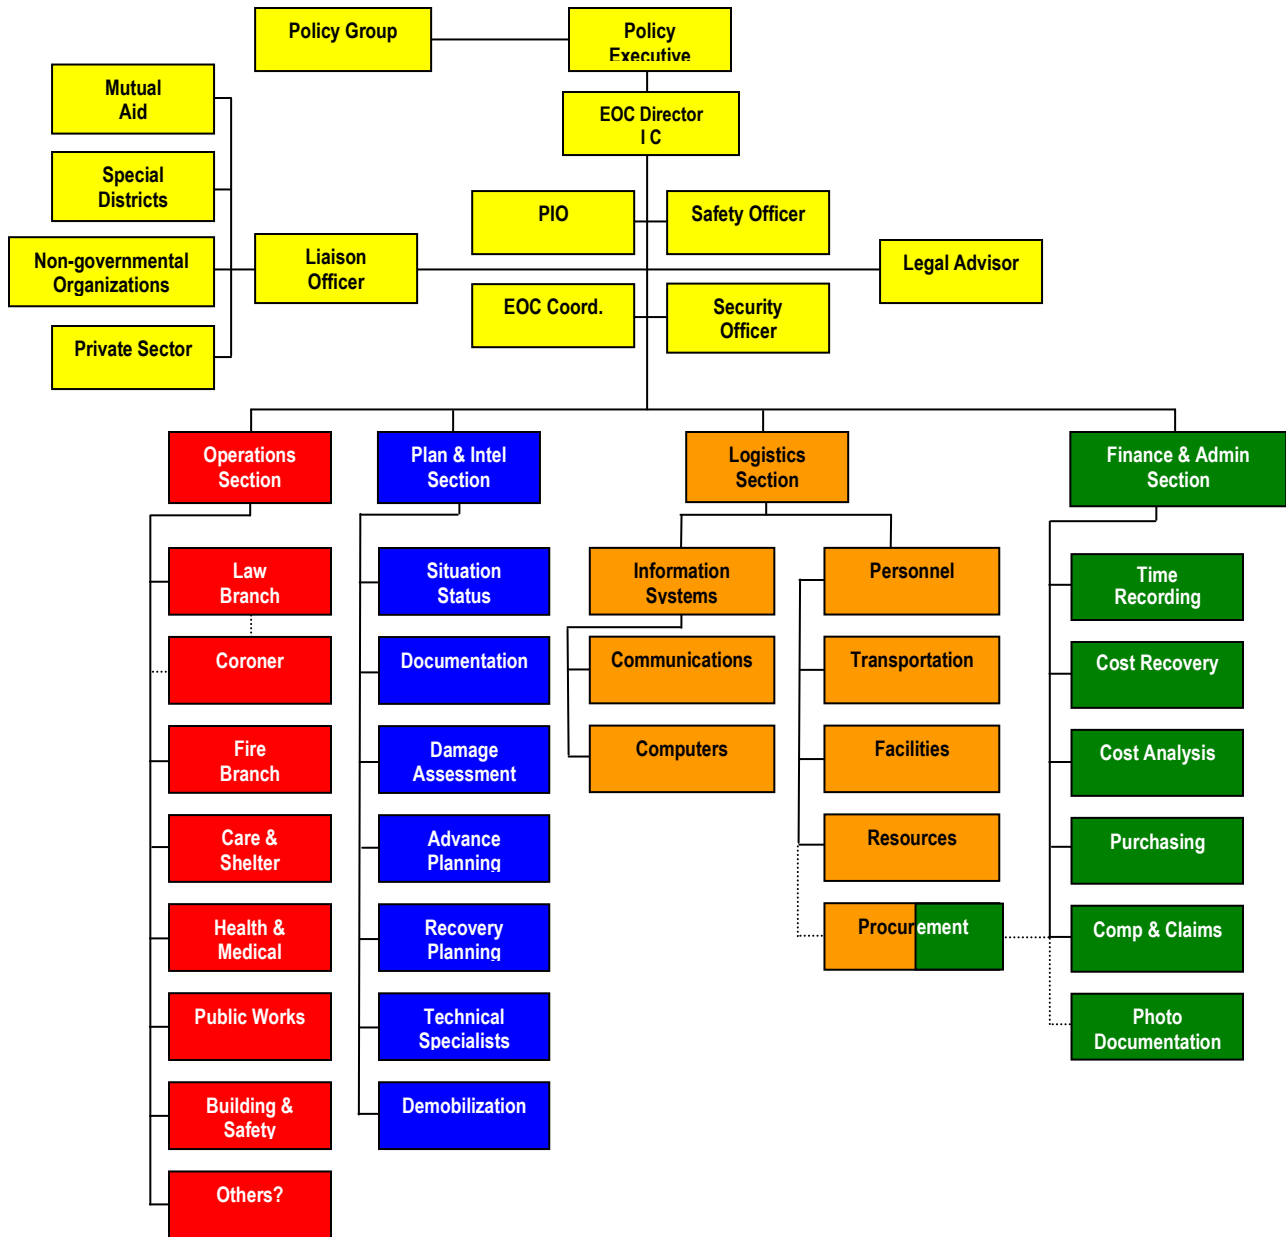 Policy Group
Policy
Executive
Mutual
Aid
EOC Director
I C
Special
Districts
PIO
Safety Officer
Non-governmental
Organizations
Liaison
Officer
Legal Advisor
EOC Coord.
Security
Officer
Private Sector
Operations
Section
Plan & Intel
Section
Logistics
Section
Finance & Admin
Section
Law
Branch
Situation
Status
Information
Systems
Personnel
Time
Recording
Coroner
Documentation
Communications
Transportation
Cost Recovery
Fire
Branch
Damage
Assessment
Computers
Facilities
Cost Analysis
Care &
Shelter
Advance
Planning
Resources
Purchasing
Health &
Medical
Recovery
Planning
Procurement
Comp & Claims
Public Works
Technical
Specialists
Photo
Documentation
Building &
Safety
Demobilization
Others?